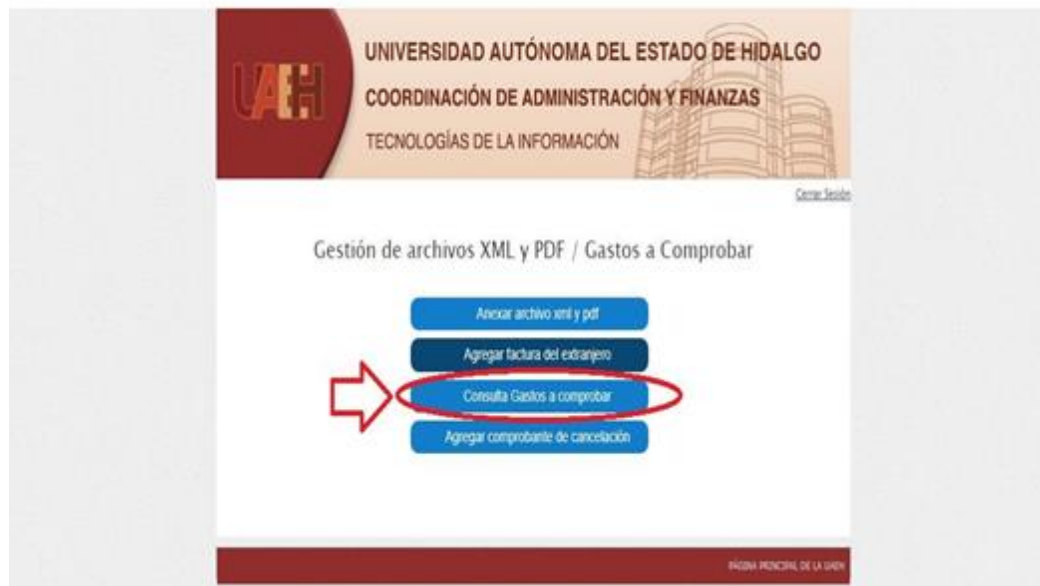 UAEH
UNIVERSIDAD AUTÓNOMA DEL ESTADO DE HIDALGO
COORDINACIÓN DE ADMINISTRACIÓN Y FINANZAS
TECNOLOGÍAS DE LA INFORMACIÓN
Cerrar Sesión
Gestión de archivos XML y PDF / Gastos a Comprobar
Anexar archivo xml y pdf
Agregar factura del extranjero
Consulta Gastos a comprobar
Agregar comprobante de cancelación
PÁGINA PRINCIPAL DE LA UAEH